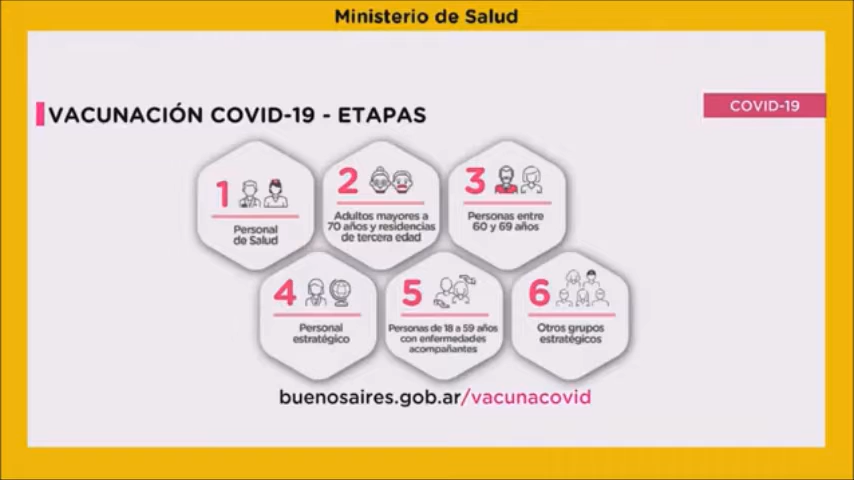 Ministerio de Salud
VACUNACIÓN COVID-19 - ETAPAS
COVID-19
1
Personal
de Salud
2
Adultos mayores a
70 años y residencias
de tercera edad
3
Personas entre
60 y 69 años
4
Personal
estratégico
5
Personas de 18 a 59 años
con enfermedades
acompañantes
6
Otros grupos
estratégicos
buenosaires.gob.ar/vacunacovid